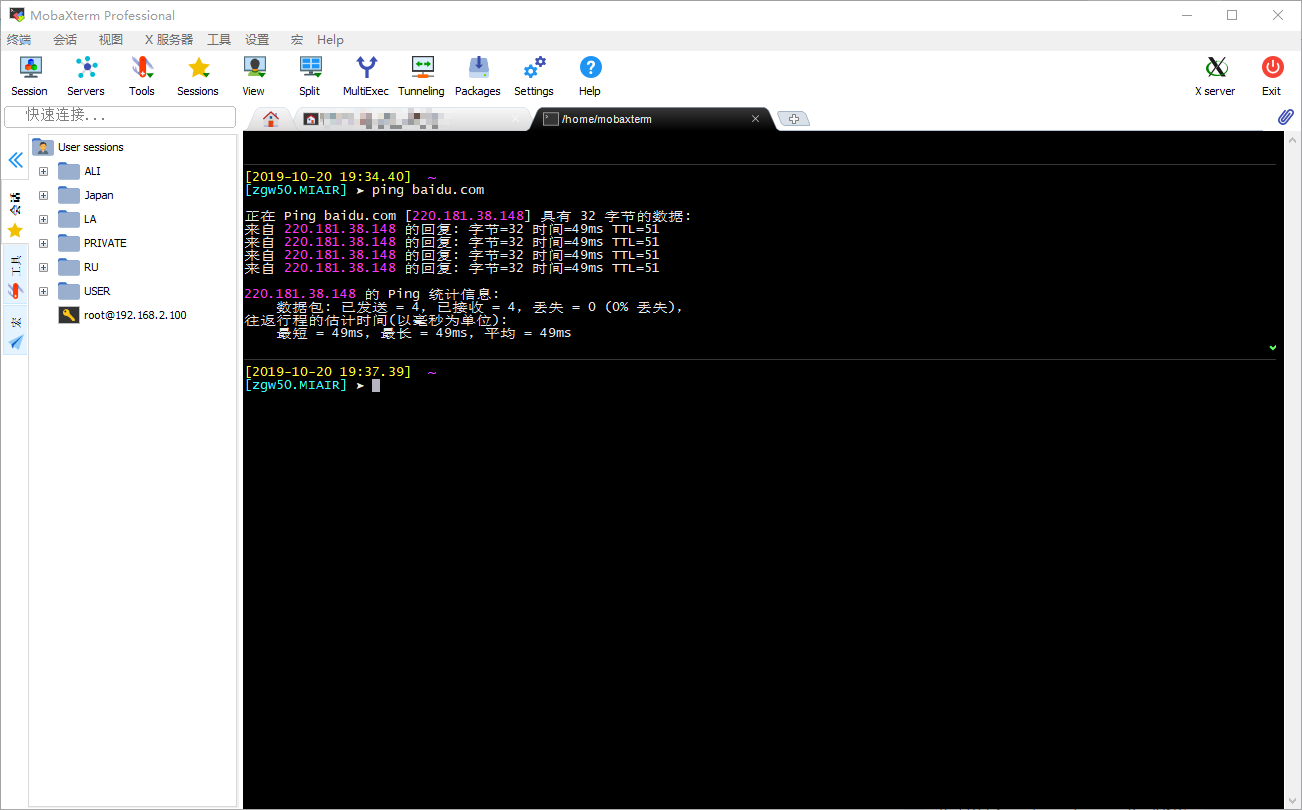 MobaXterm Professional
终端 会话 视图 X 服务器 工具 设置 宏 Help
Session Servers Tools Sessions View Split MultiExec Tunneling Packages Settings Help X server Exit
快速连接...
/home/mobaxterm
User sessions
ALI
Japan
LA
PRIVATE
RU
USER
root@192.168.2.100
工具
[2019-10-20 19:34.40] ~
[zgw50.MIAIR] ➤ ping baidu.com
正在 Ping baidu.com [220.181.38.148] 具有 32 字节的数据:
来自 220.181.38.148 的回复: 字节=32 时间=49ms TTL=51
来自 220.181.38.148 的回复: 字节=32 时间=49ms TTL=51
来自 220.181.38.148 的回复: 字节=32 时间=49ms TTL=51
来自 220.181.38.148 的回复: 字节=32 时间=49ms TTL=51
220.181.38.148 的 Ping 统计信息:
数据包: 已发送 = 4, 已接收 = 4, 丢失 = 0 (0% 丢失),
往返行程的估计时间(以毫秒为单位):
最短 = 49ms, 最长 = 49ms, 平均 = 49ms
[2019-10-20 19:37.39] ~
[zgw50.MIAIR] ➤